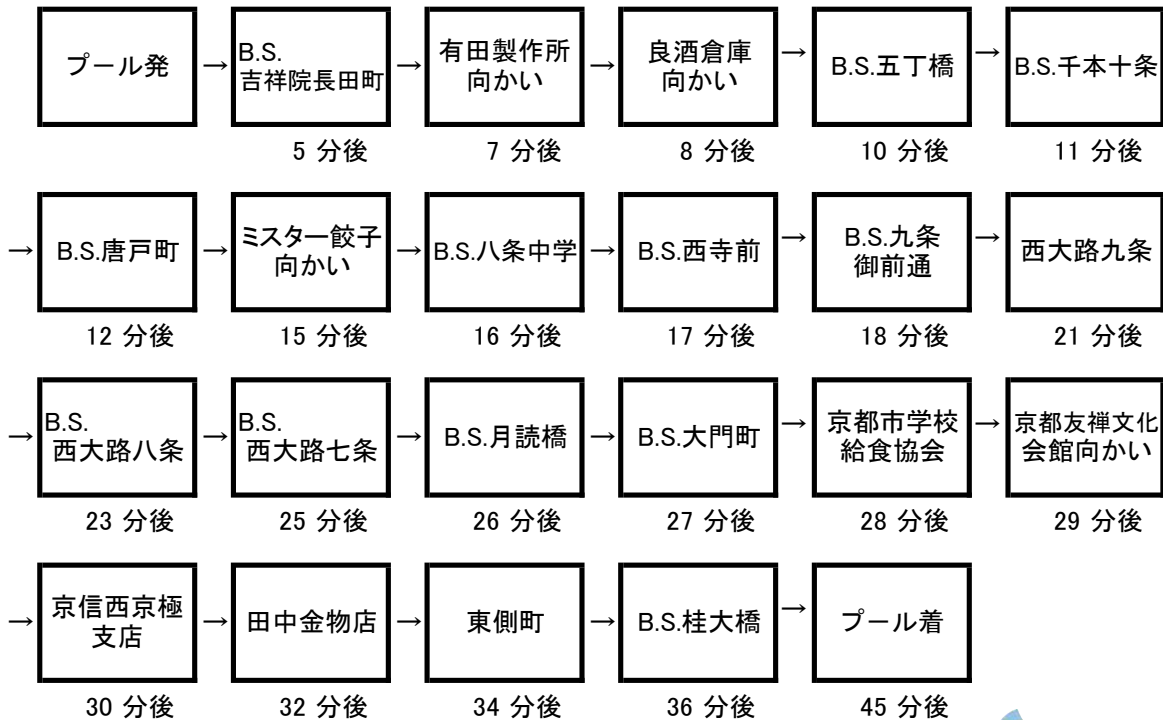 プール発 → B.S. 吉祥院長田町 → 有田製作所 向かい → 良酒倉庫 向かい → B.S.五丁橋 → B.S.千本十条
5 分後 7 分後 8 分後 10 分後 11 分後
→ B.S.唐戸町 → ミスター餃子 向かい → B.S.八条中学 → B.S.西寺前 → B.S.九条 御前通 → 西大路九条
12 分後 15 分後 16 分後 17 分後 18 分後 21 分後
→ B.S. 西大路八条 → B.S. 西大路七条 → B.S.月読橋 → B.S.大門町 → 京都市学校 給食協会 → 京都友禅文化 会館向かい
23 分後 25 分後 26 分後 27 分後 28 分後 29 分後
→ 京信西京極 支店 → 田中金物店 → 東側町 → B.S.桂大橋 → プール着
30 分後 32 分後 34 分後 36 分後 45 分後